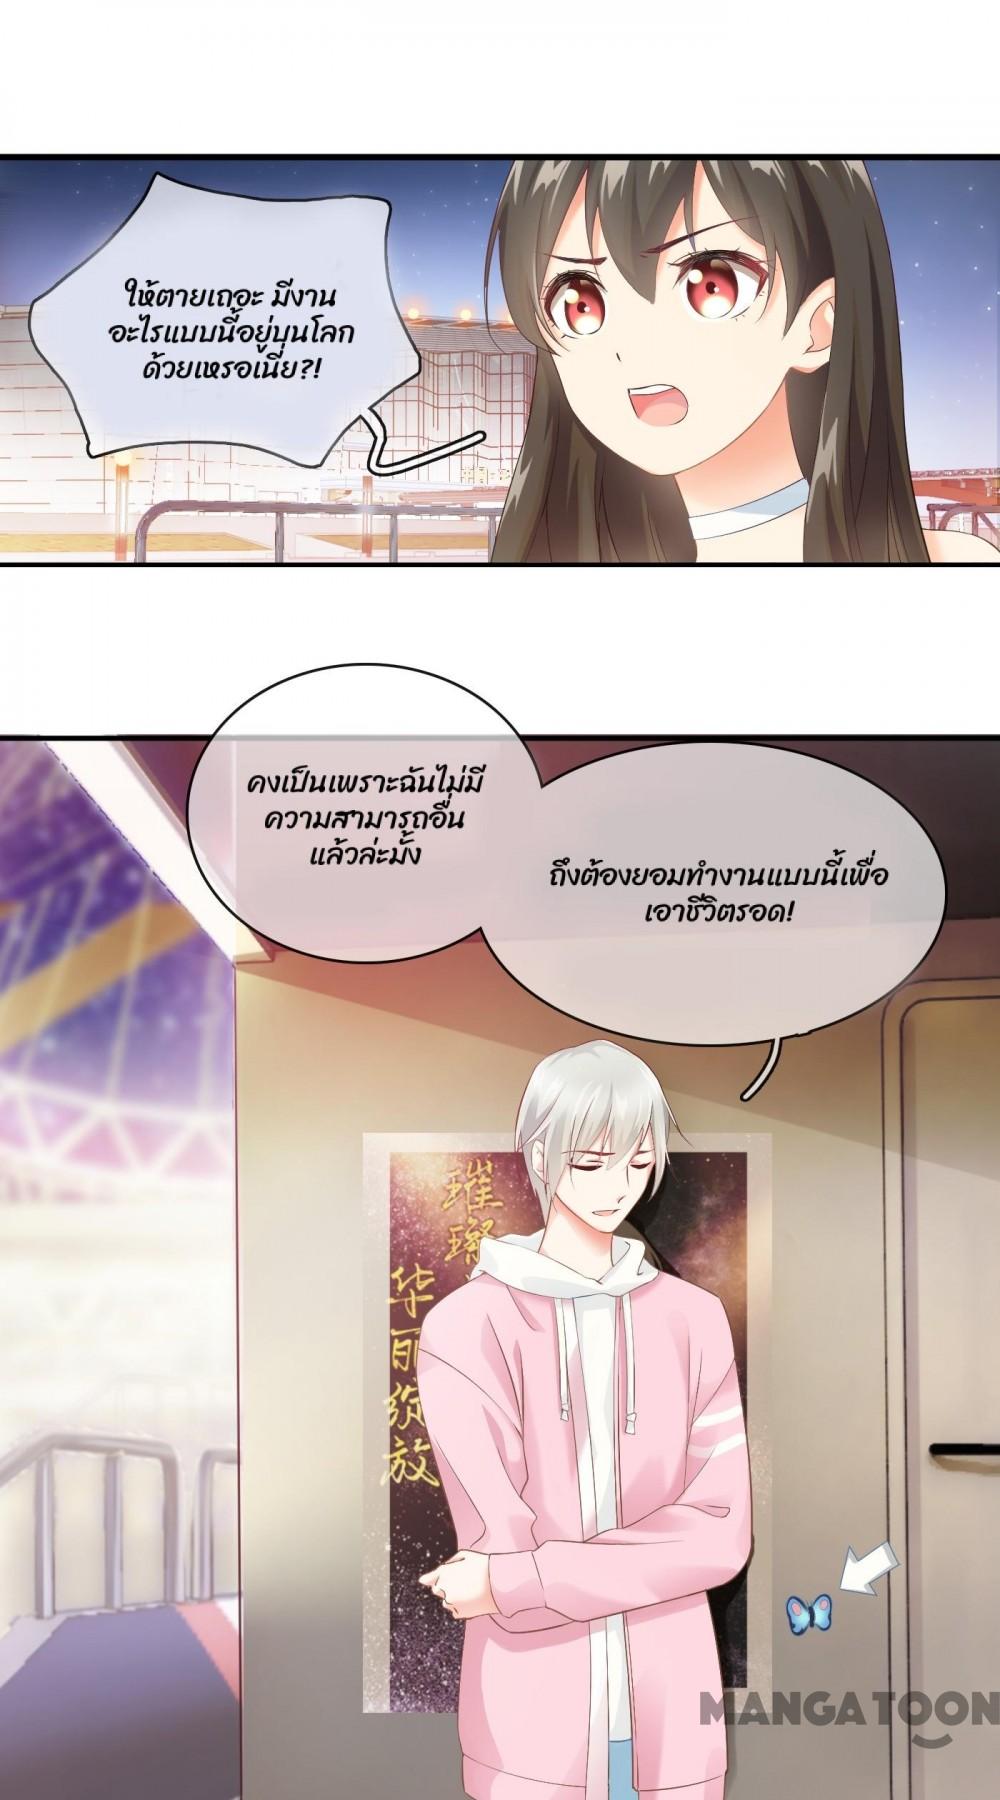 ให้ตายเถอะ มีงาน
อะไรแบบนี้อยู่บนโลก
ด้วยเหรอเนี่ย?!
คงเป็นเพราะฉันไม่มี
ความสามารถอื่น
แล้วล่ะมั้ง
ถึงต้องยอมทำงานแบบนี้เพื่อ
เอาชีวิตรอด!
璀璨
华丽绽放
MANGATOON